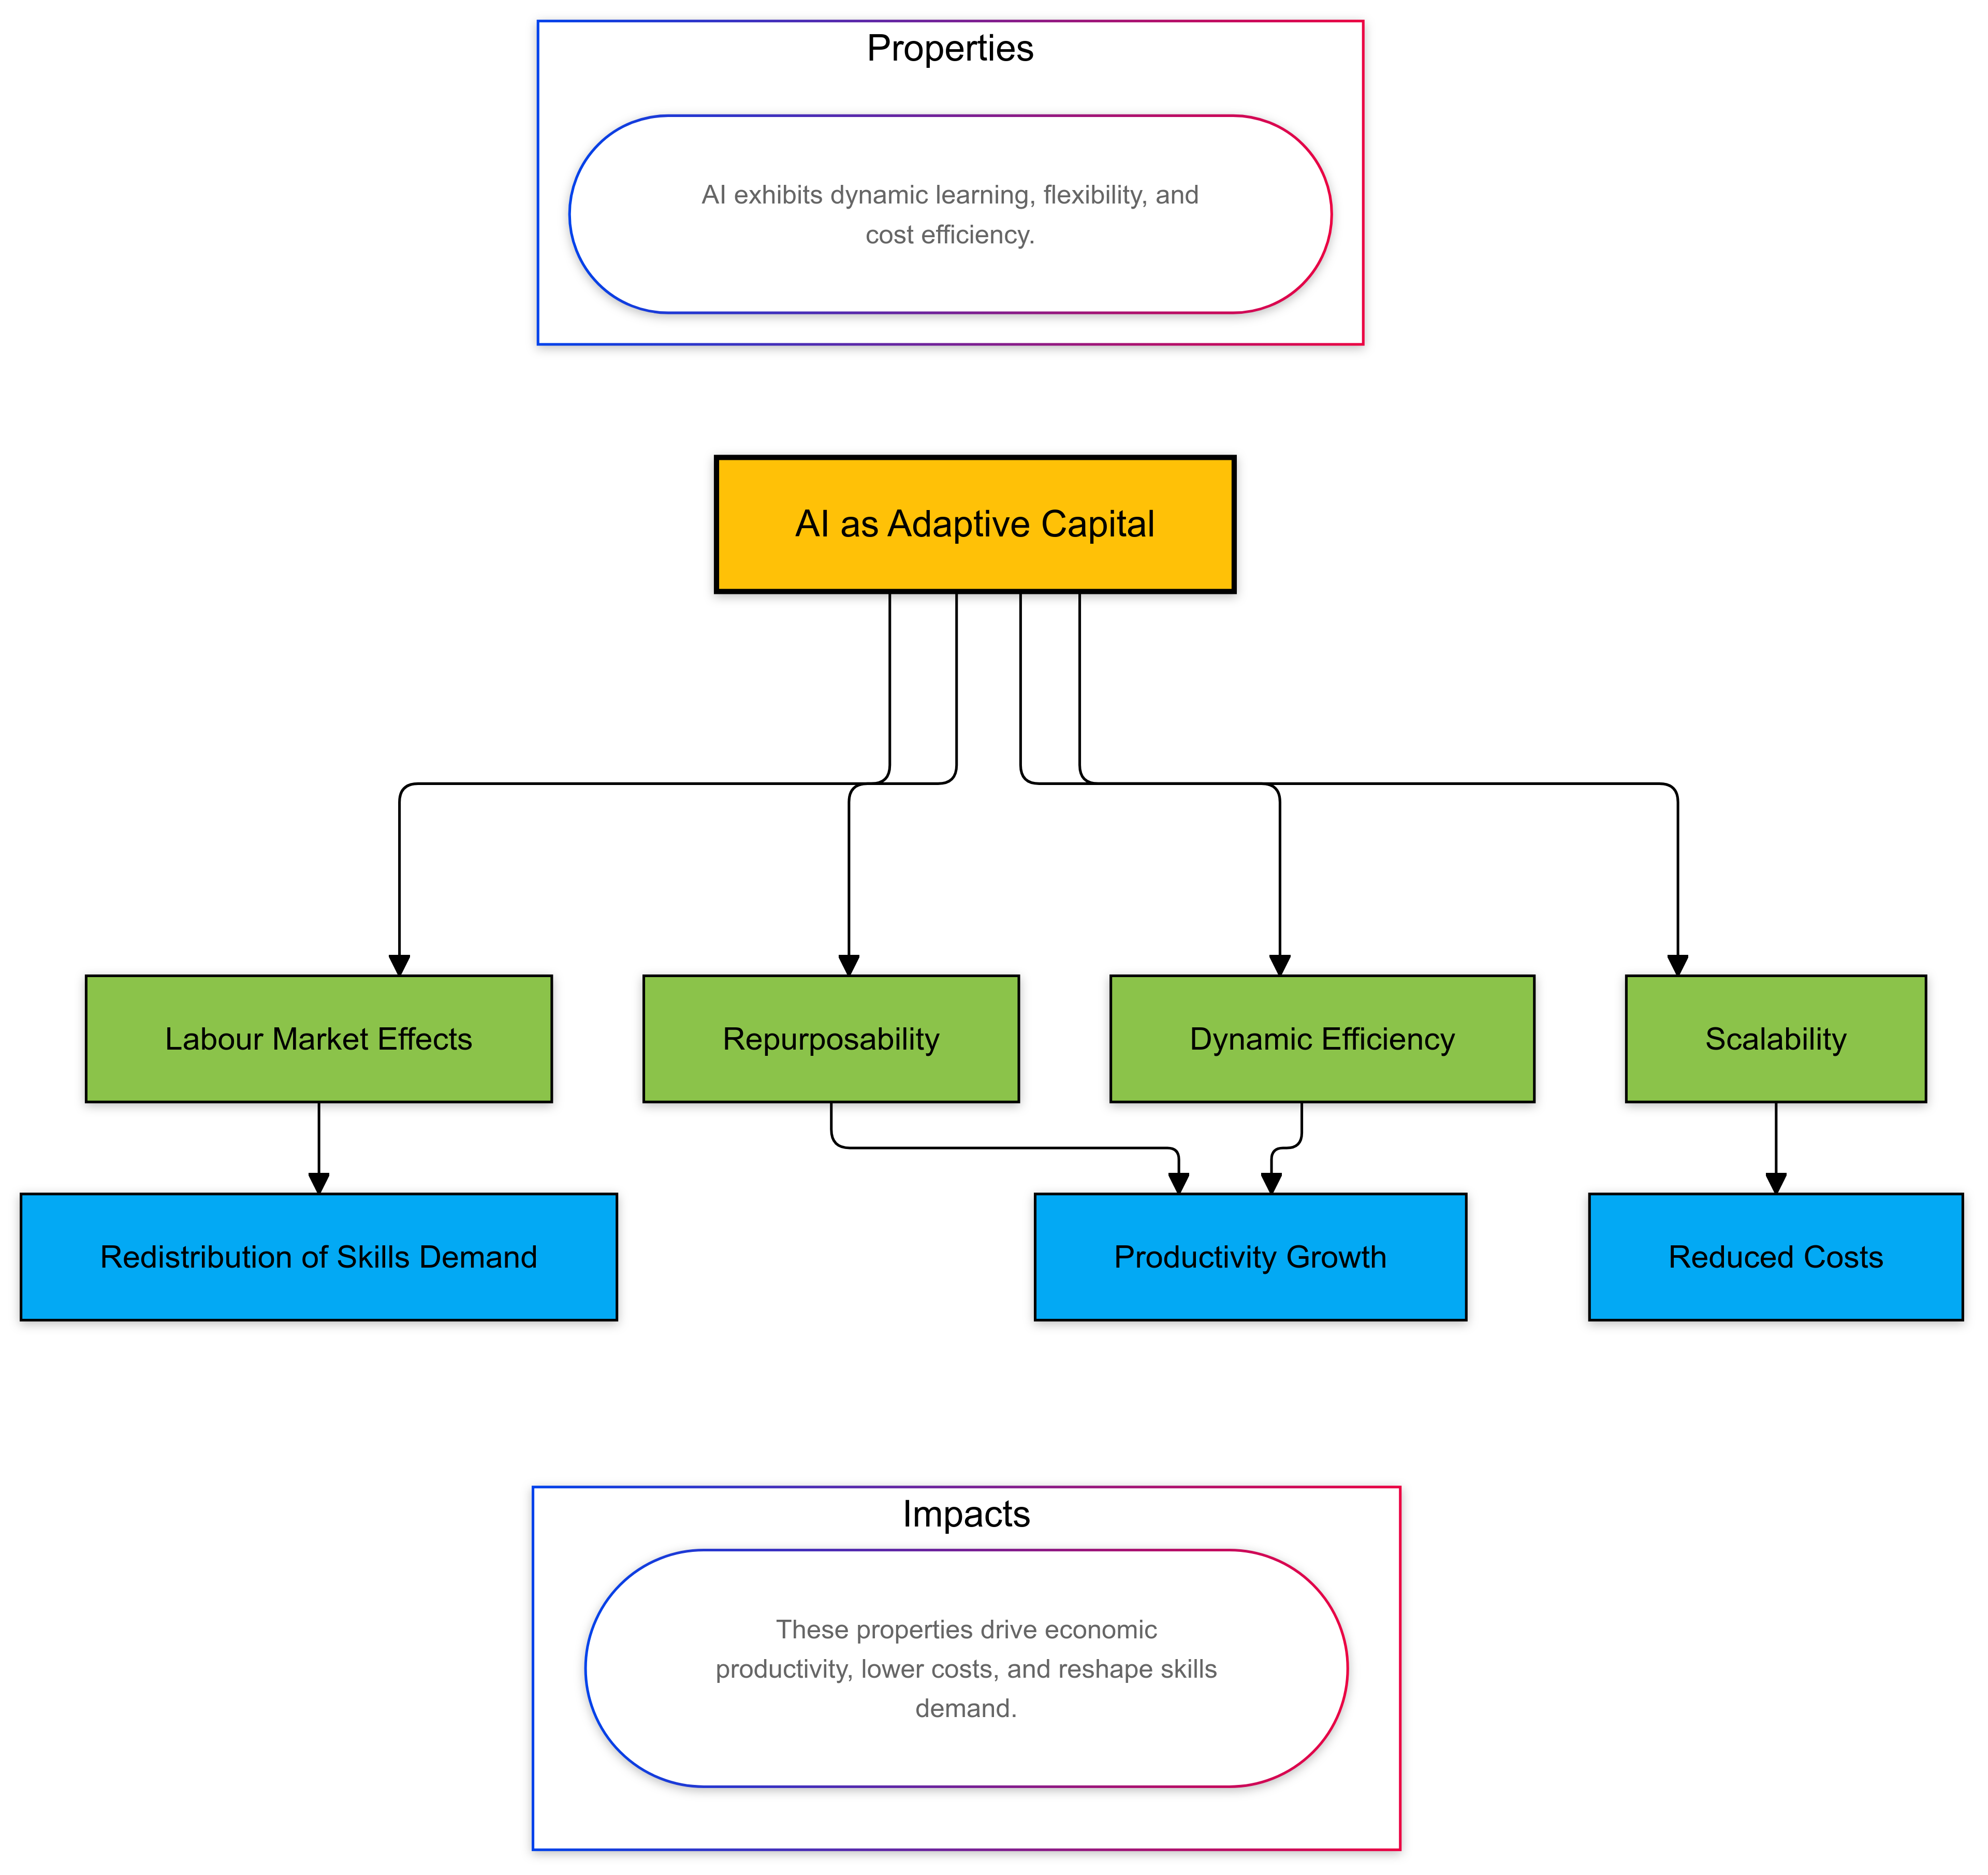 Properties
AI exhibits dynamic learning, flexibility, and
cost efficiency.
AI as Adaptive Capital
Labour Market Effects
Repurposability
Dynamic Efficiency
Scalability
Redistribution of Skills Demand
Productivity Growth
Reduced Costs
Impacts
These properties drive economic
productivity, lower costs, and reshape skills
demand.